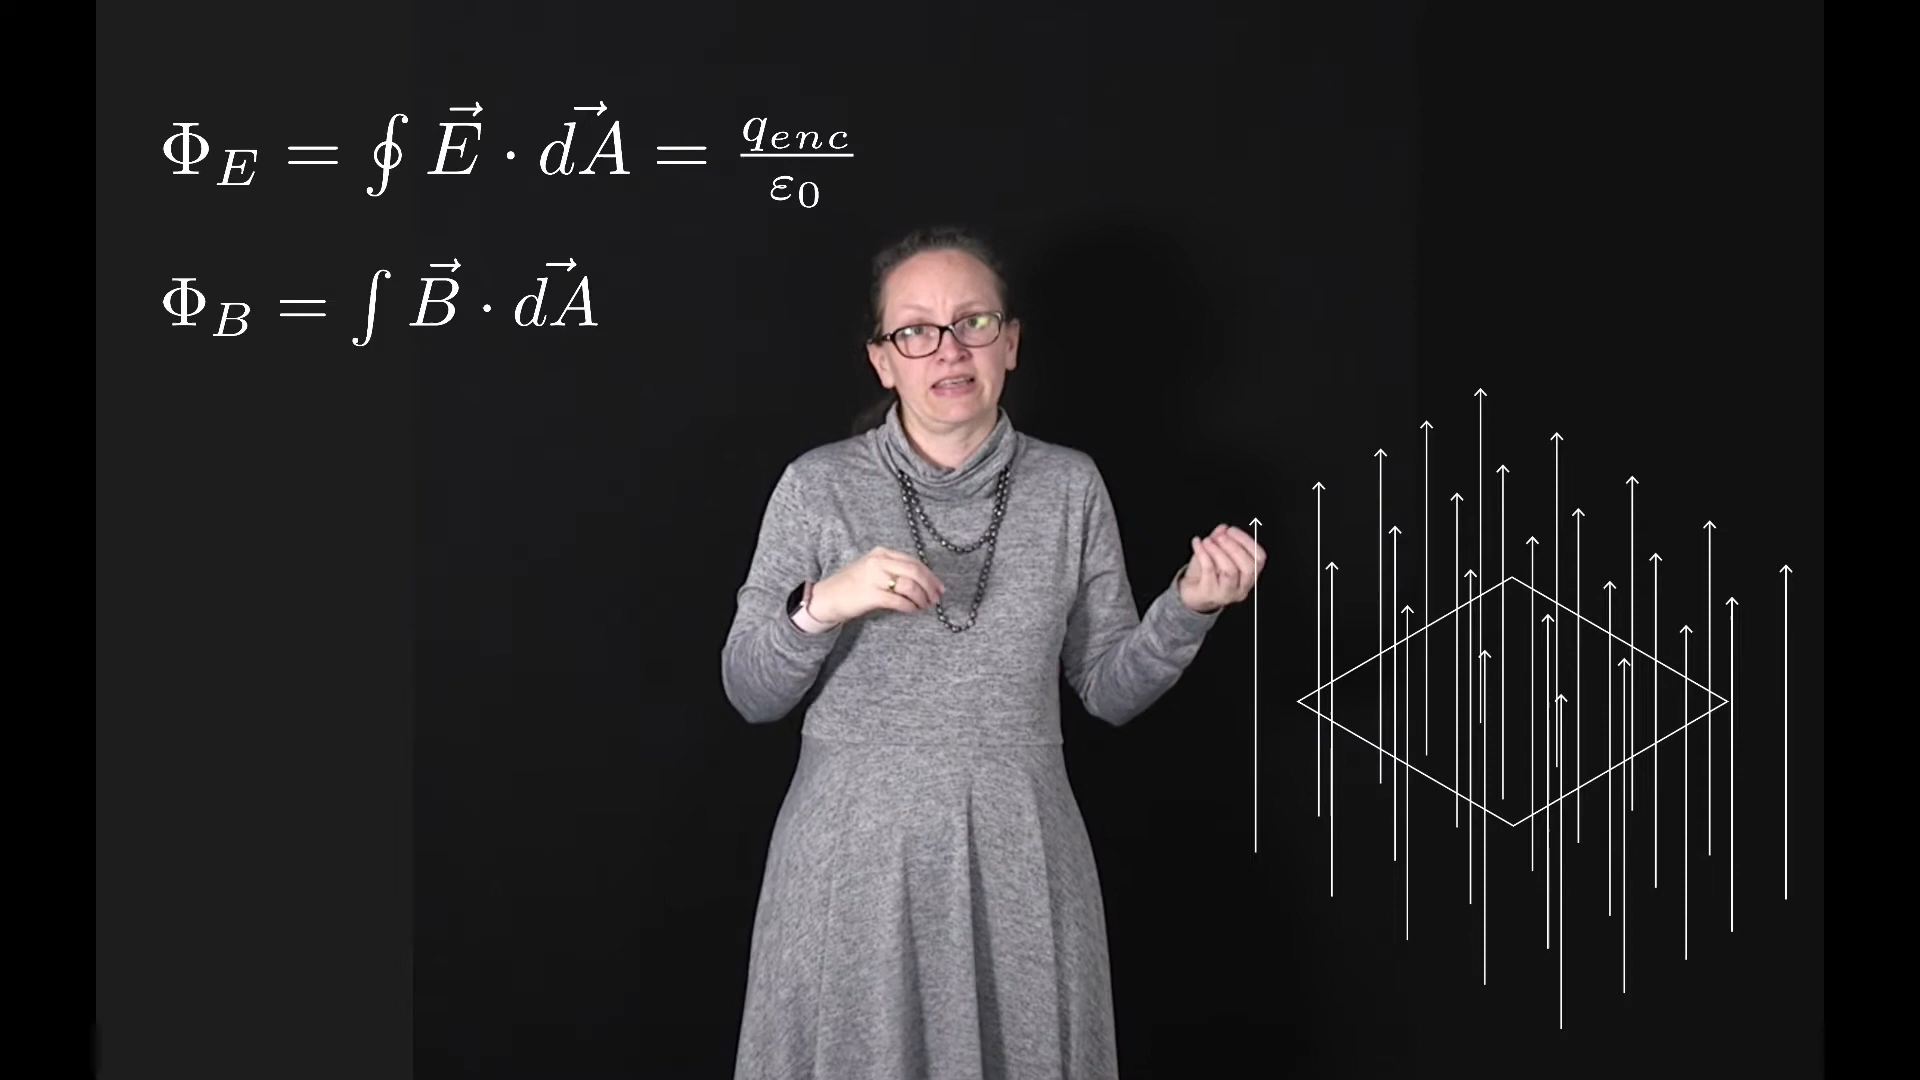 Φ_E = ∮ E⃗ · dA⃗ = q_enc / ε_0
Φ_B = ∫ B⃗ · dA⃗